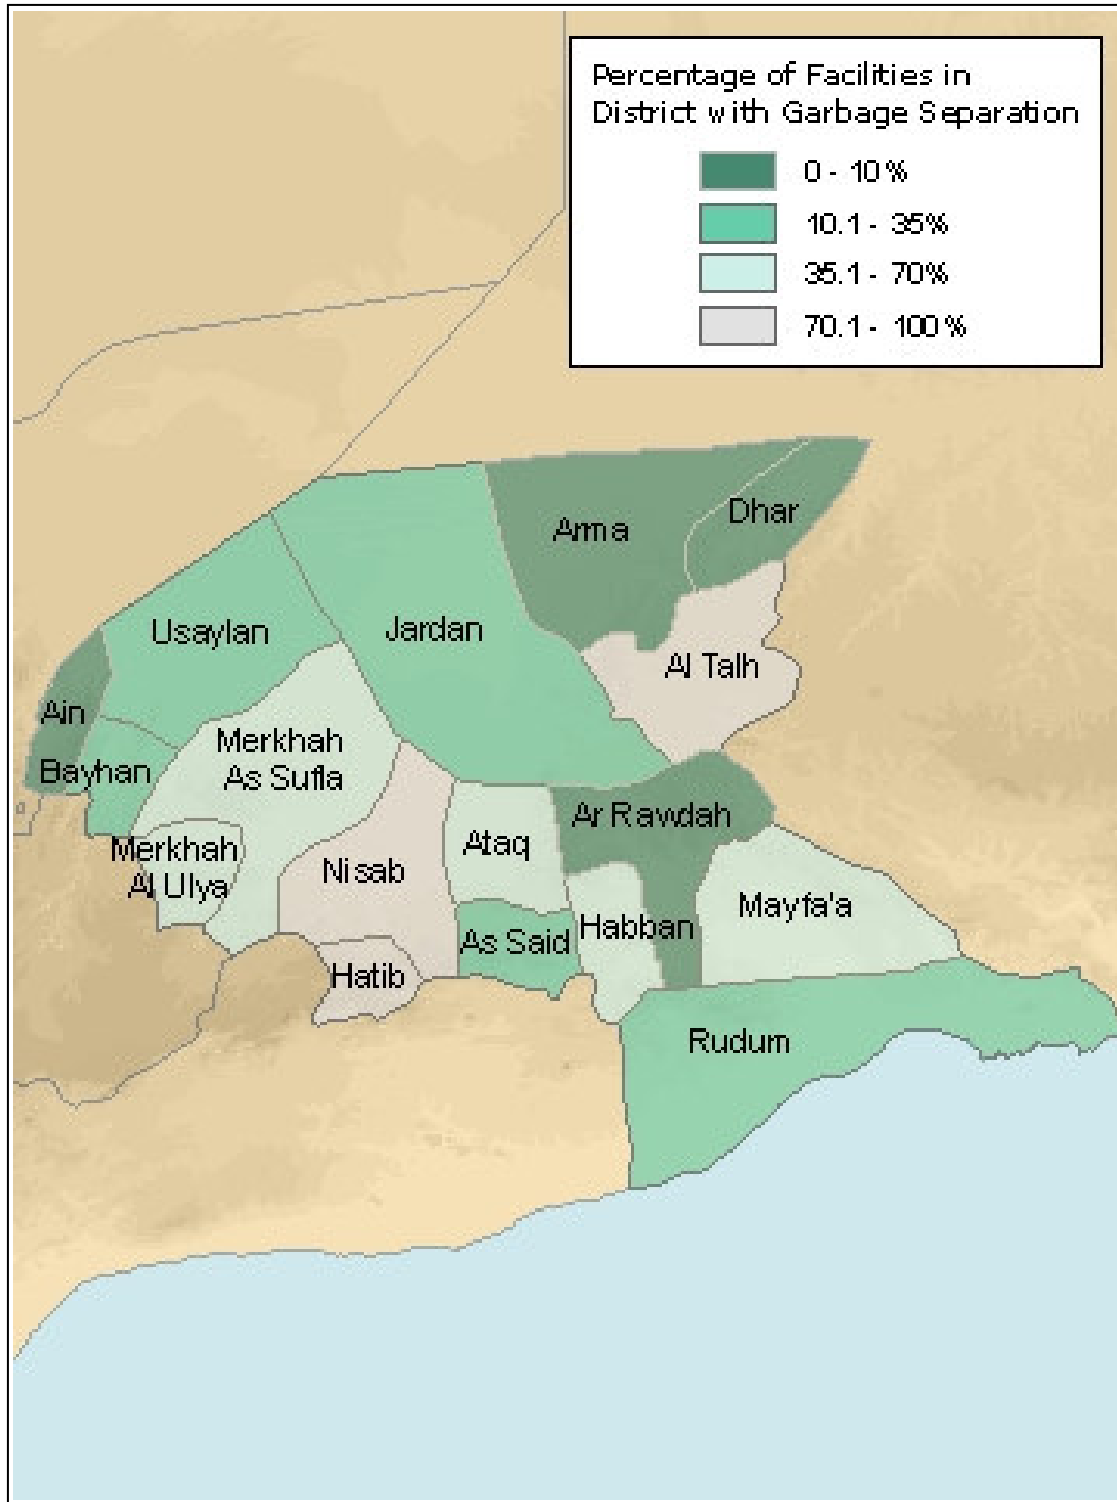 Percentage of Facilities in
District with Garbage Separation
0 - 10%
10.1 - 35%
35.1 - 70%
70.1 - 100%
Dhar
Arma
Usaylan
Jardan
Al Talh
Ain
Merkhah
As Sufla
Bayhan
Ar Rawdah
Ataq
Merkhah
Al Ulya
Nisab
Mayfa'a
Habban
As Said
Hatib
Rudum